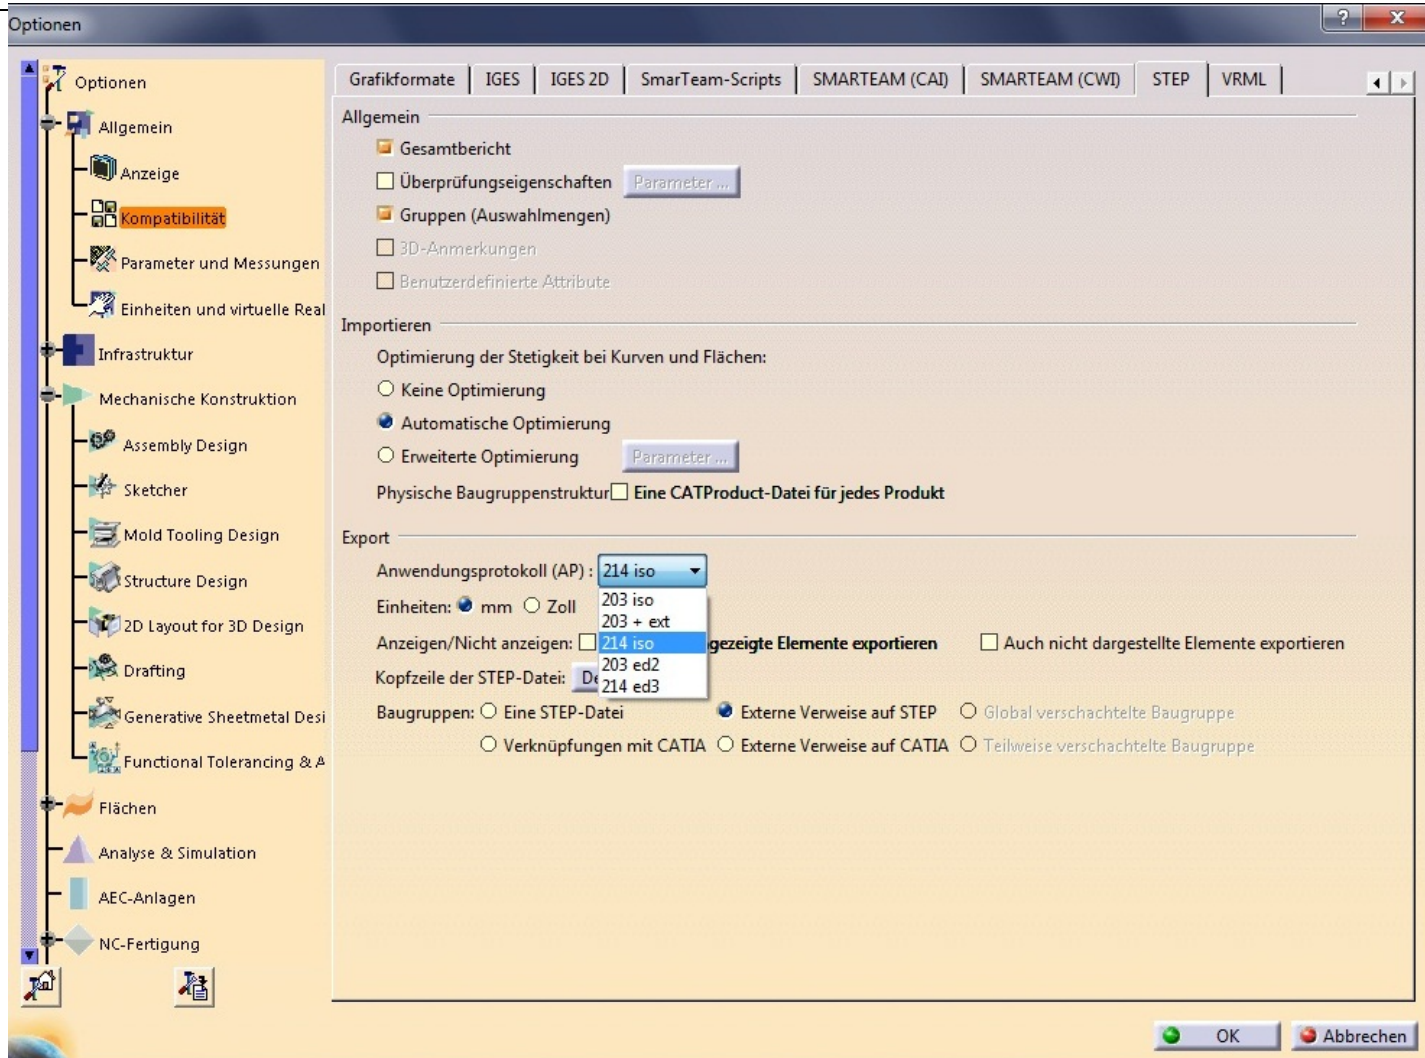 Optionen
Optionen
Allgemein
Anzeige
Kompatibilität
Parameter und Messungen
Einheiten und virtuelle Real
Infrastruktur
Mechanische Konstruktion
Assembly Design
Sketcher
Mold Tooling Design
Structure Design
2D Layout for 3D Design
Drafting
Generative Sheetmetal Desi
Functional Tolerancing & A
Flächen
Analyse & Simulation
AEC-Anlagen
NC-Fertigung
Grafikformate IGES IGES 2D SmarTeam-Scripts SMARTEAM (CAI) SMARTEAM (CWI) STEP VRML
Allgemein
Gesamtbericht
Überprüfungseigenschaften Parameter ...
Gruppen (Auswahlmengen)
3D-Anmerkungen
Benutzerdefinierte Attribute
Importieren
Optimierung der Stetigkeit bei Kurven und Flächen:
Keine Optimierung
Automatische Optimierung
Erweiterte Optimierung Parameter ...
Physische Baugruppenstruktur Eine CATProduct-Datei für jedes Produkt
Export
Anwendungsprotokoll (AP) : 214 iso
203 iso
203 + ext
214 iso
203 ed2
214 ed3
Einheiten: mm Zoll
Anzeigen/Nicht anzeigen: gezeigte Elemente exportieren Auch nicht dargestellte Elemente exportieren
Kopfzeile der STEP-Datei: De
Baugruppen: Eine STEP-Datei Externe Verweise auf STEP Global verschachtelte Baugruppe
Verknüpfungen mit CATIA Externe Verweise auf CATIA Teilweise verschachtelte Baugruppe
OK Abbrechen